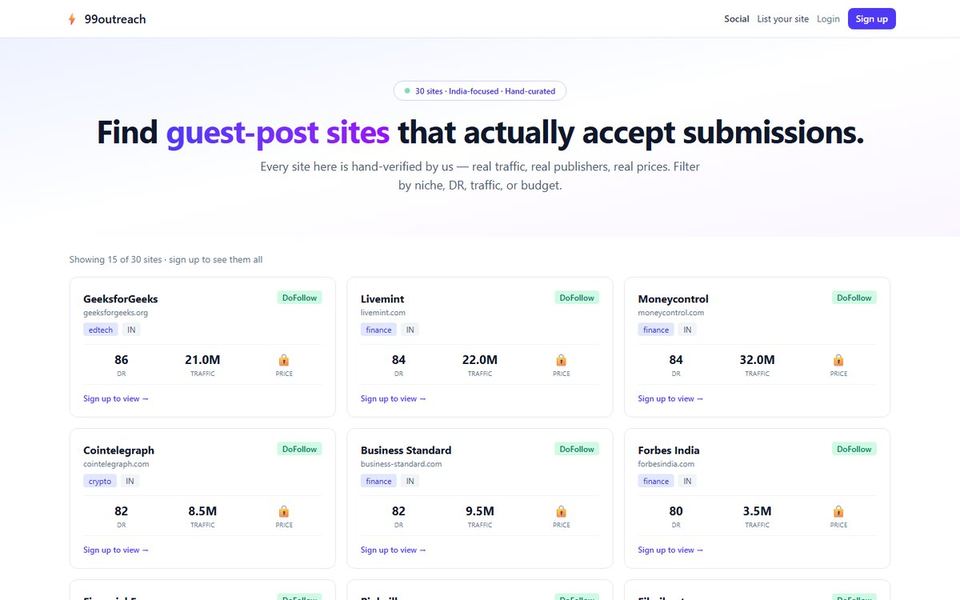 99outreach
Social List your site Login Sign up
30 sites · India-focused · Hand-curated
Find guest-post sites that actually accept submissions.
Every site here is hand-verified by us — real traffic, real publishers, real prices. Filter
by niche, DR, traffic, or budget.
Showing 15 of 30 sites · sign up to see them all
GeeksforGeeks
DoFollow
geeksforgeeks.org
edtech IN
86 21.0M
DR TRAFFIC PRICE
Sign up to view →
Livemint
DoFollow
livemint.com
finance IN
84 22.0M
DR TRAFFIC PRICE
Sign up to view →
Moneycontrol
DoFollow
moneycontrol.com
finance IN
84 32.0M
DR TRAFFIC PRICE
Sign up to view →
Cointelegraph
DoFollow
cointelegraph.com
crypto IN
82 8.5M
DR TRAFFIC PRICE
Sign up to view →
Business Standard
DoFollow
business-standard.com
finance IN
82 9.5M
DR TRAFFIC PRICE
Sign up to view →
Forbes India
DoFollow
forbesindia.com
finance IN
80 3.5M
DR TRAFFIC PRICE
Sign up to view →
DoFollow
DoFollow
DoFollow